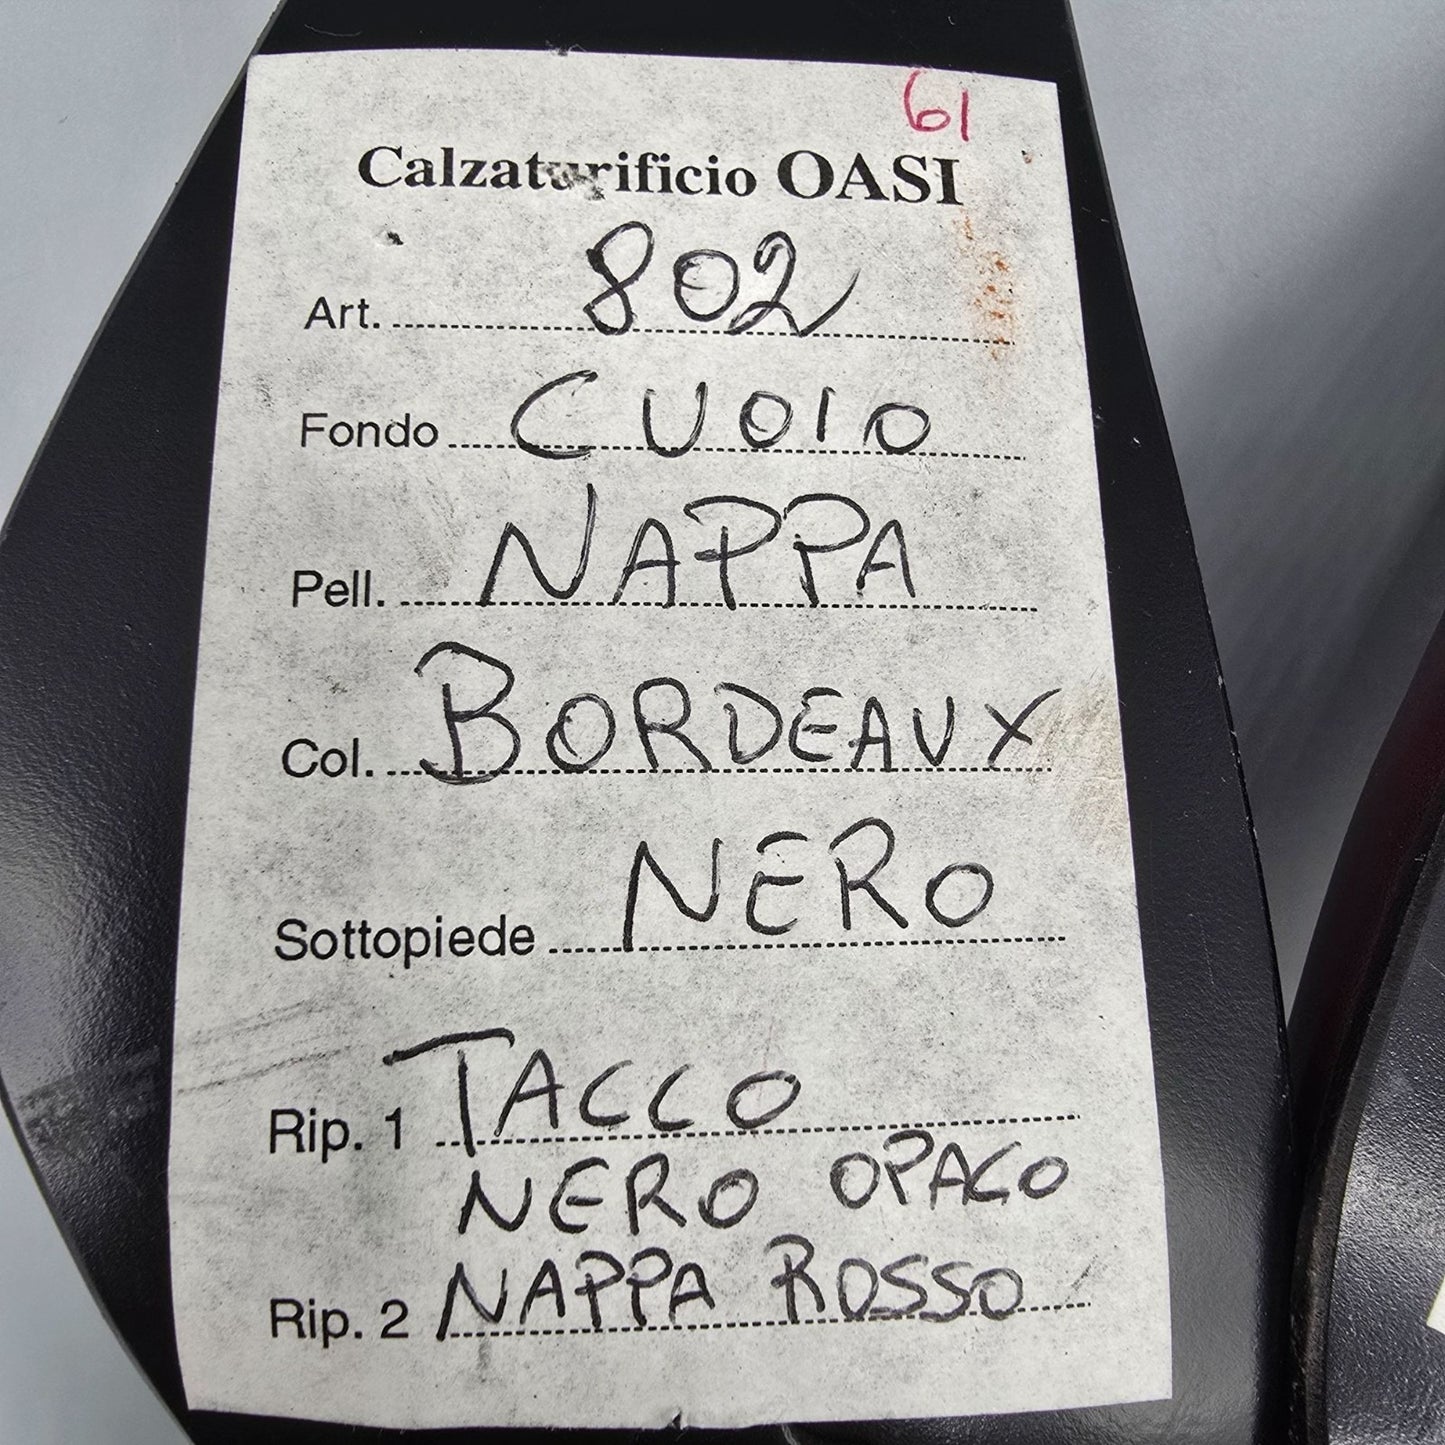 61
Calzaturificio OASI
Art. 802
Fondo CUOIO
Pell. NAPPA
Col. BORDEAUX
Sottopiede NERO
Rip. 1 TACCO
NERO OPACO
Rip. 2 NAPPA ROSSO